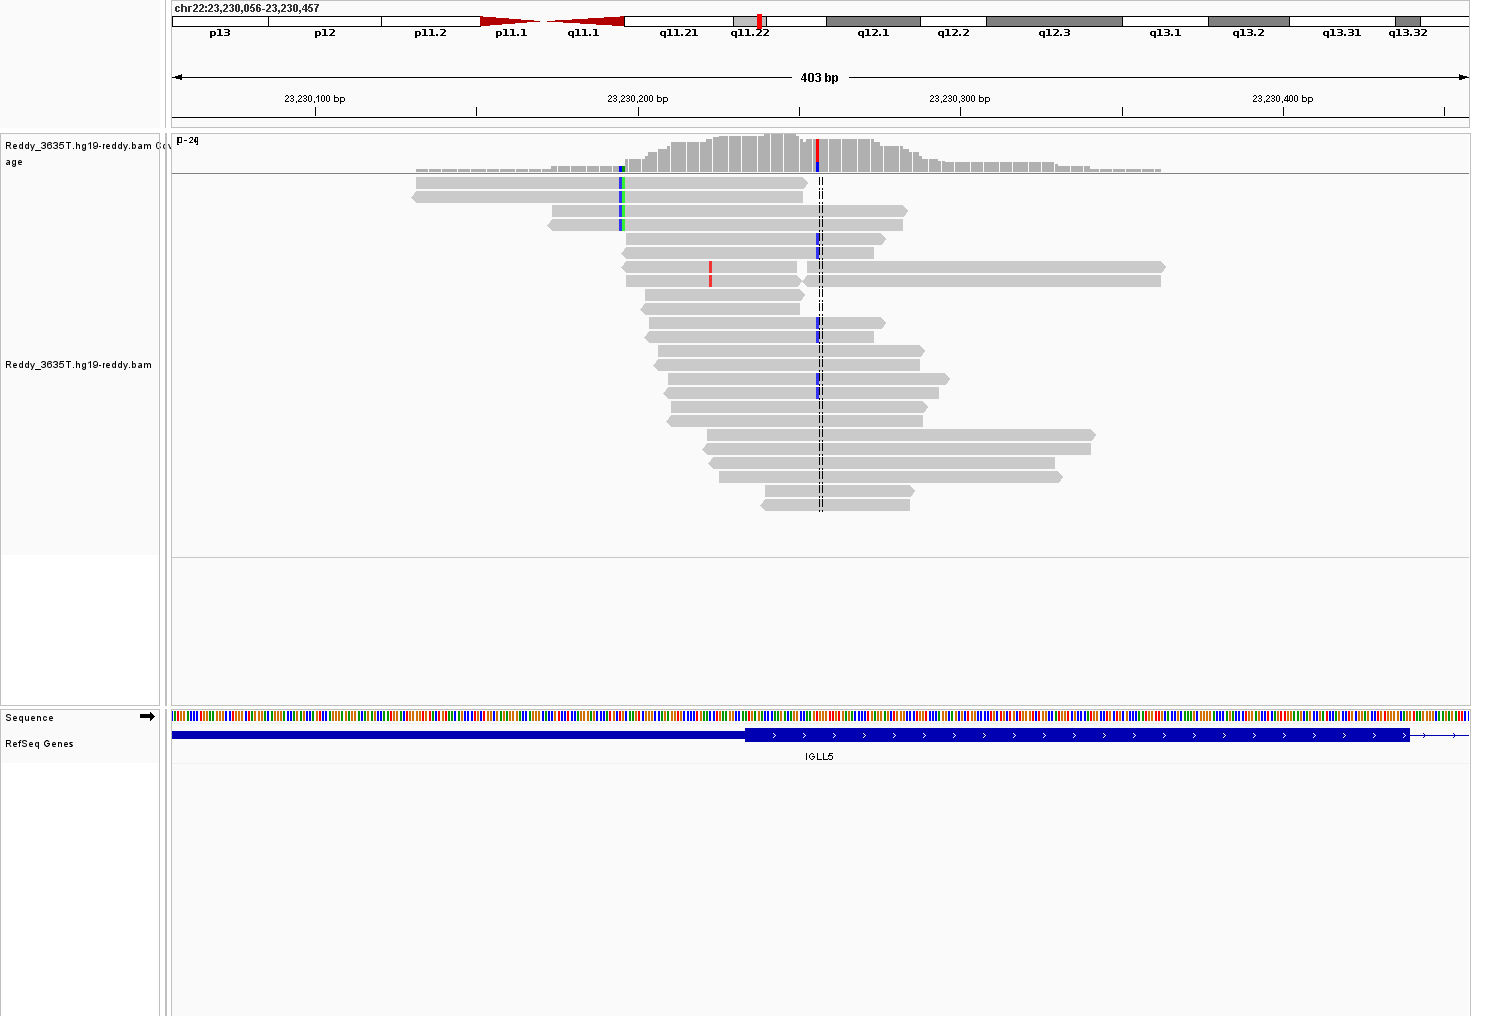 chr22:23,230,056-23,230,457
p13 p12 p11.2 p11.1 q11.1 q11.21 q11.22 q12.1 q12.2 q12.3 q13.1 q13.2 q13.31 q13.32
403 bp
23,230,100 bp 23,230,200 bp 23,230,300 bp 23,230,400 bp
Reddy_3635T.hg19-reddy.bam Cov
age
[0-24]
Reddy_3635T.hg19-reddy.bam
Sequence
RefSeq Genes
IGLL5